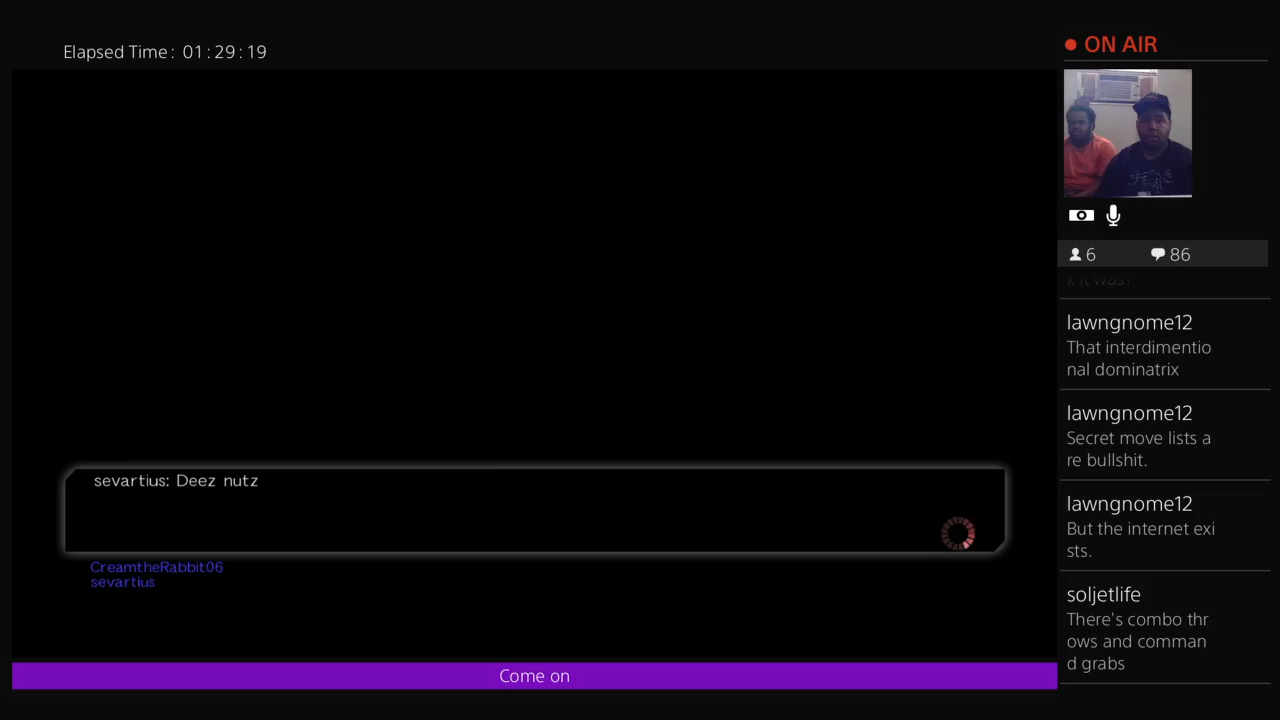 Elapsed Time: 01:29:19
ON AIR
6 86
k it was?
lawngnome12
That interdimentio
nal dominatrix
lawngnome12
Secret move lists a
re bullshit.
lawngnome12
But the internet exi
sts.
soljetlife
There's combo thr
ows and comman
d grabs
sevartius: Deez nutz
CreamtheRabbit06
sevartius
Come on